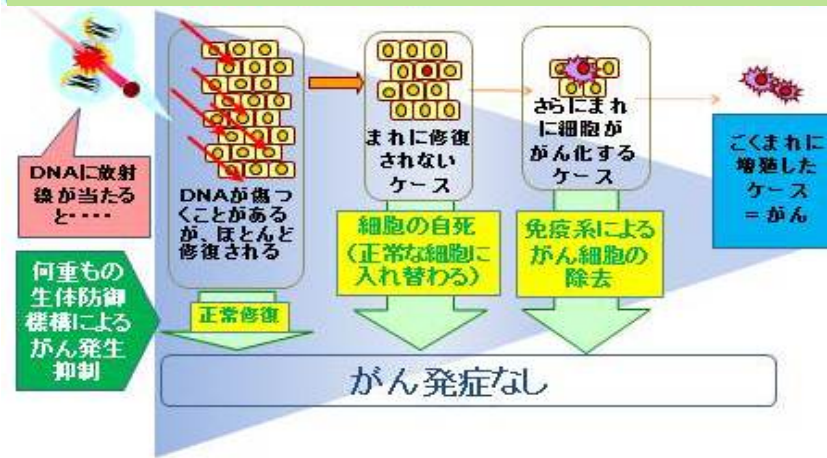 DNAに放射
線が当たる
と････
何重もの
生体防御
機構による
がん発生
抑制
DNAが傷つ
くことがある
が、ほとんど
修復される
正常修復
まれに修復
されない
ケース
細胞の自死
(正常な細胞に
入れ替わる)
さらにまれ
に細胞が
がん化する
ケース
免疫系による
がん細胞の
除去
ごくまれに
増殖した
ケース
＝がん
がん発症なし